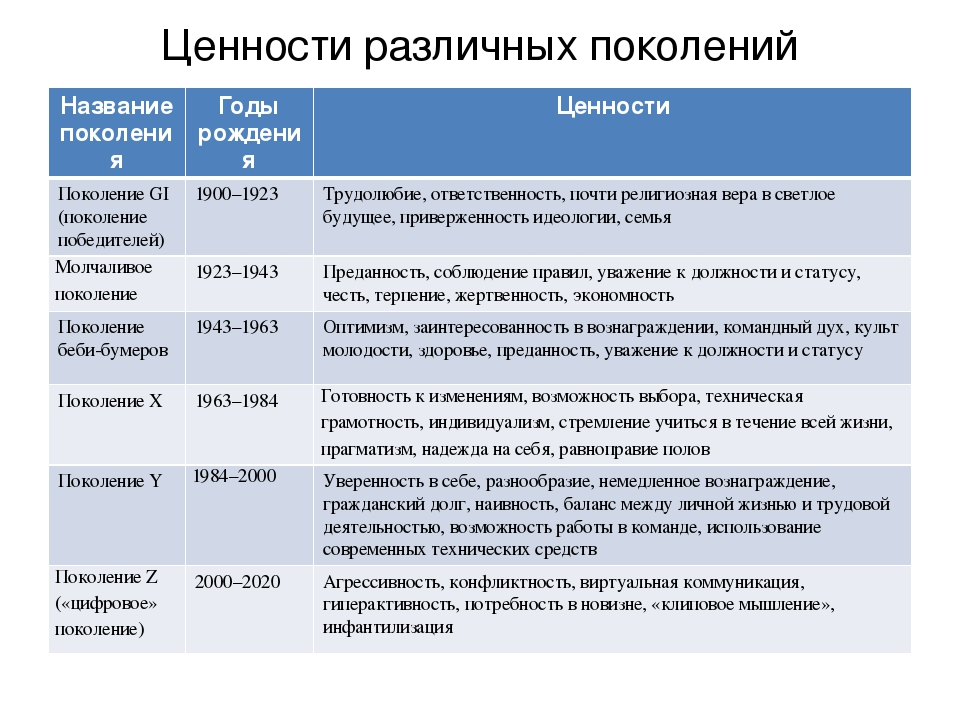 Ценности различных поколений
Название
поколени
я
Годы
рождени
я
Ценности
Поколение GI
(поколение
победителей)
1900–1923
Трудолюбие, ответственность, почти религиозная вера в светлое
будущее, приверженность идеологии, семья
Молчаливое
поколение
1923–1943
Преданность, соблюдение правил, уважение к должности и статусу,
честь, терпение, жертвенность, экономность
Поколение
беби-бумеров
1943–1963
Оптимизм, заинтересованность в вознаграждении, командный дух, культ
молодости, здоровье, преданность, уважение к должности и статусу
Поколение X
1963–1984
Готовность к изменениям, возможность выбора, техническая
грамотность, индивидуализм, стремление учиться в течение всей жизни,
прагматизм, надежда на себя, равноправие полов
Поколение Y
1984–2000
Уверенность в себе, разнообразие, немедленное вознаграждение,
гражданский долг, наивность, баланс между личной жизнью и трудовой
деятельностью, возможность работы в команде, использование
современных технических средств
Поколение Z
(«цифровое»
поколение)
2000–2020
Агрессивность, конфликтность, виртуальная коммуникация,
гиперактивность, потребность в новизне, «клиповое мышление»,
инфантилизация